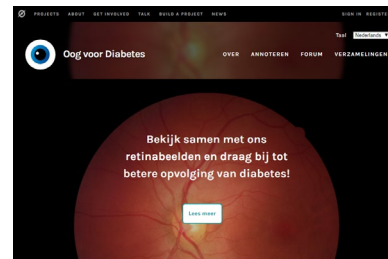 PROJECTS ABOUT GET INVOLVED TALK BUILD A PROJECT NEWS SIGN IN REGISTE
Taal Nederlands
Oog voor Diabetes OVER ANNOTEREN FORUM VERZAMELINGEN
Bekijk samen met ons
retinabeelden en draag bij tot
betere opvolging van diabetes!
Lees meer